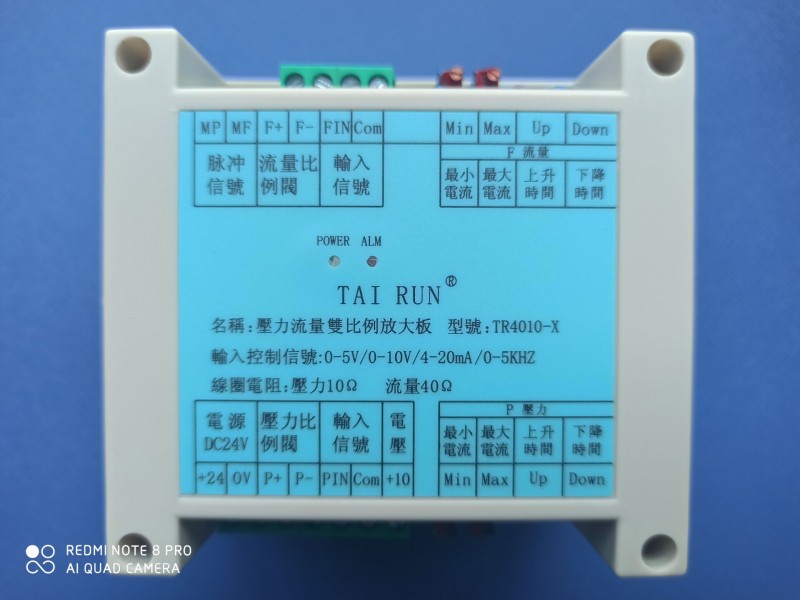 MP MF F+ F- FIN Com
脉冲信號 流量比例閥 輸入信號
Min Max Up Down
F 流量
最小電流 最大電流 上升時間 下降時間
POWER ALM
TAI RUN®
名稱:壓力流量雙比例放大板 型號:TR4010-X
輸入控制信號:0-5V/0-10V/4-20mA/0-5KHZ
線圈電阻:壓力10Ω 流量40Ω
電源DC24V 壓力比例閥 輸入信號 電壓
+24 0V P+ P- PIN Com +10
P 壓力
最小電流 最大電流 上升時間 下降時間
Min Max Up Down
REDMI NOTE 8 PRO
AI QUAD CAMERA